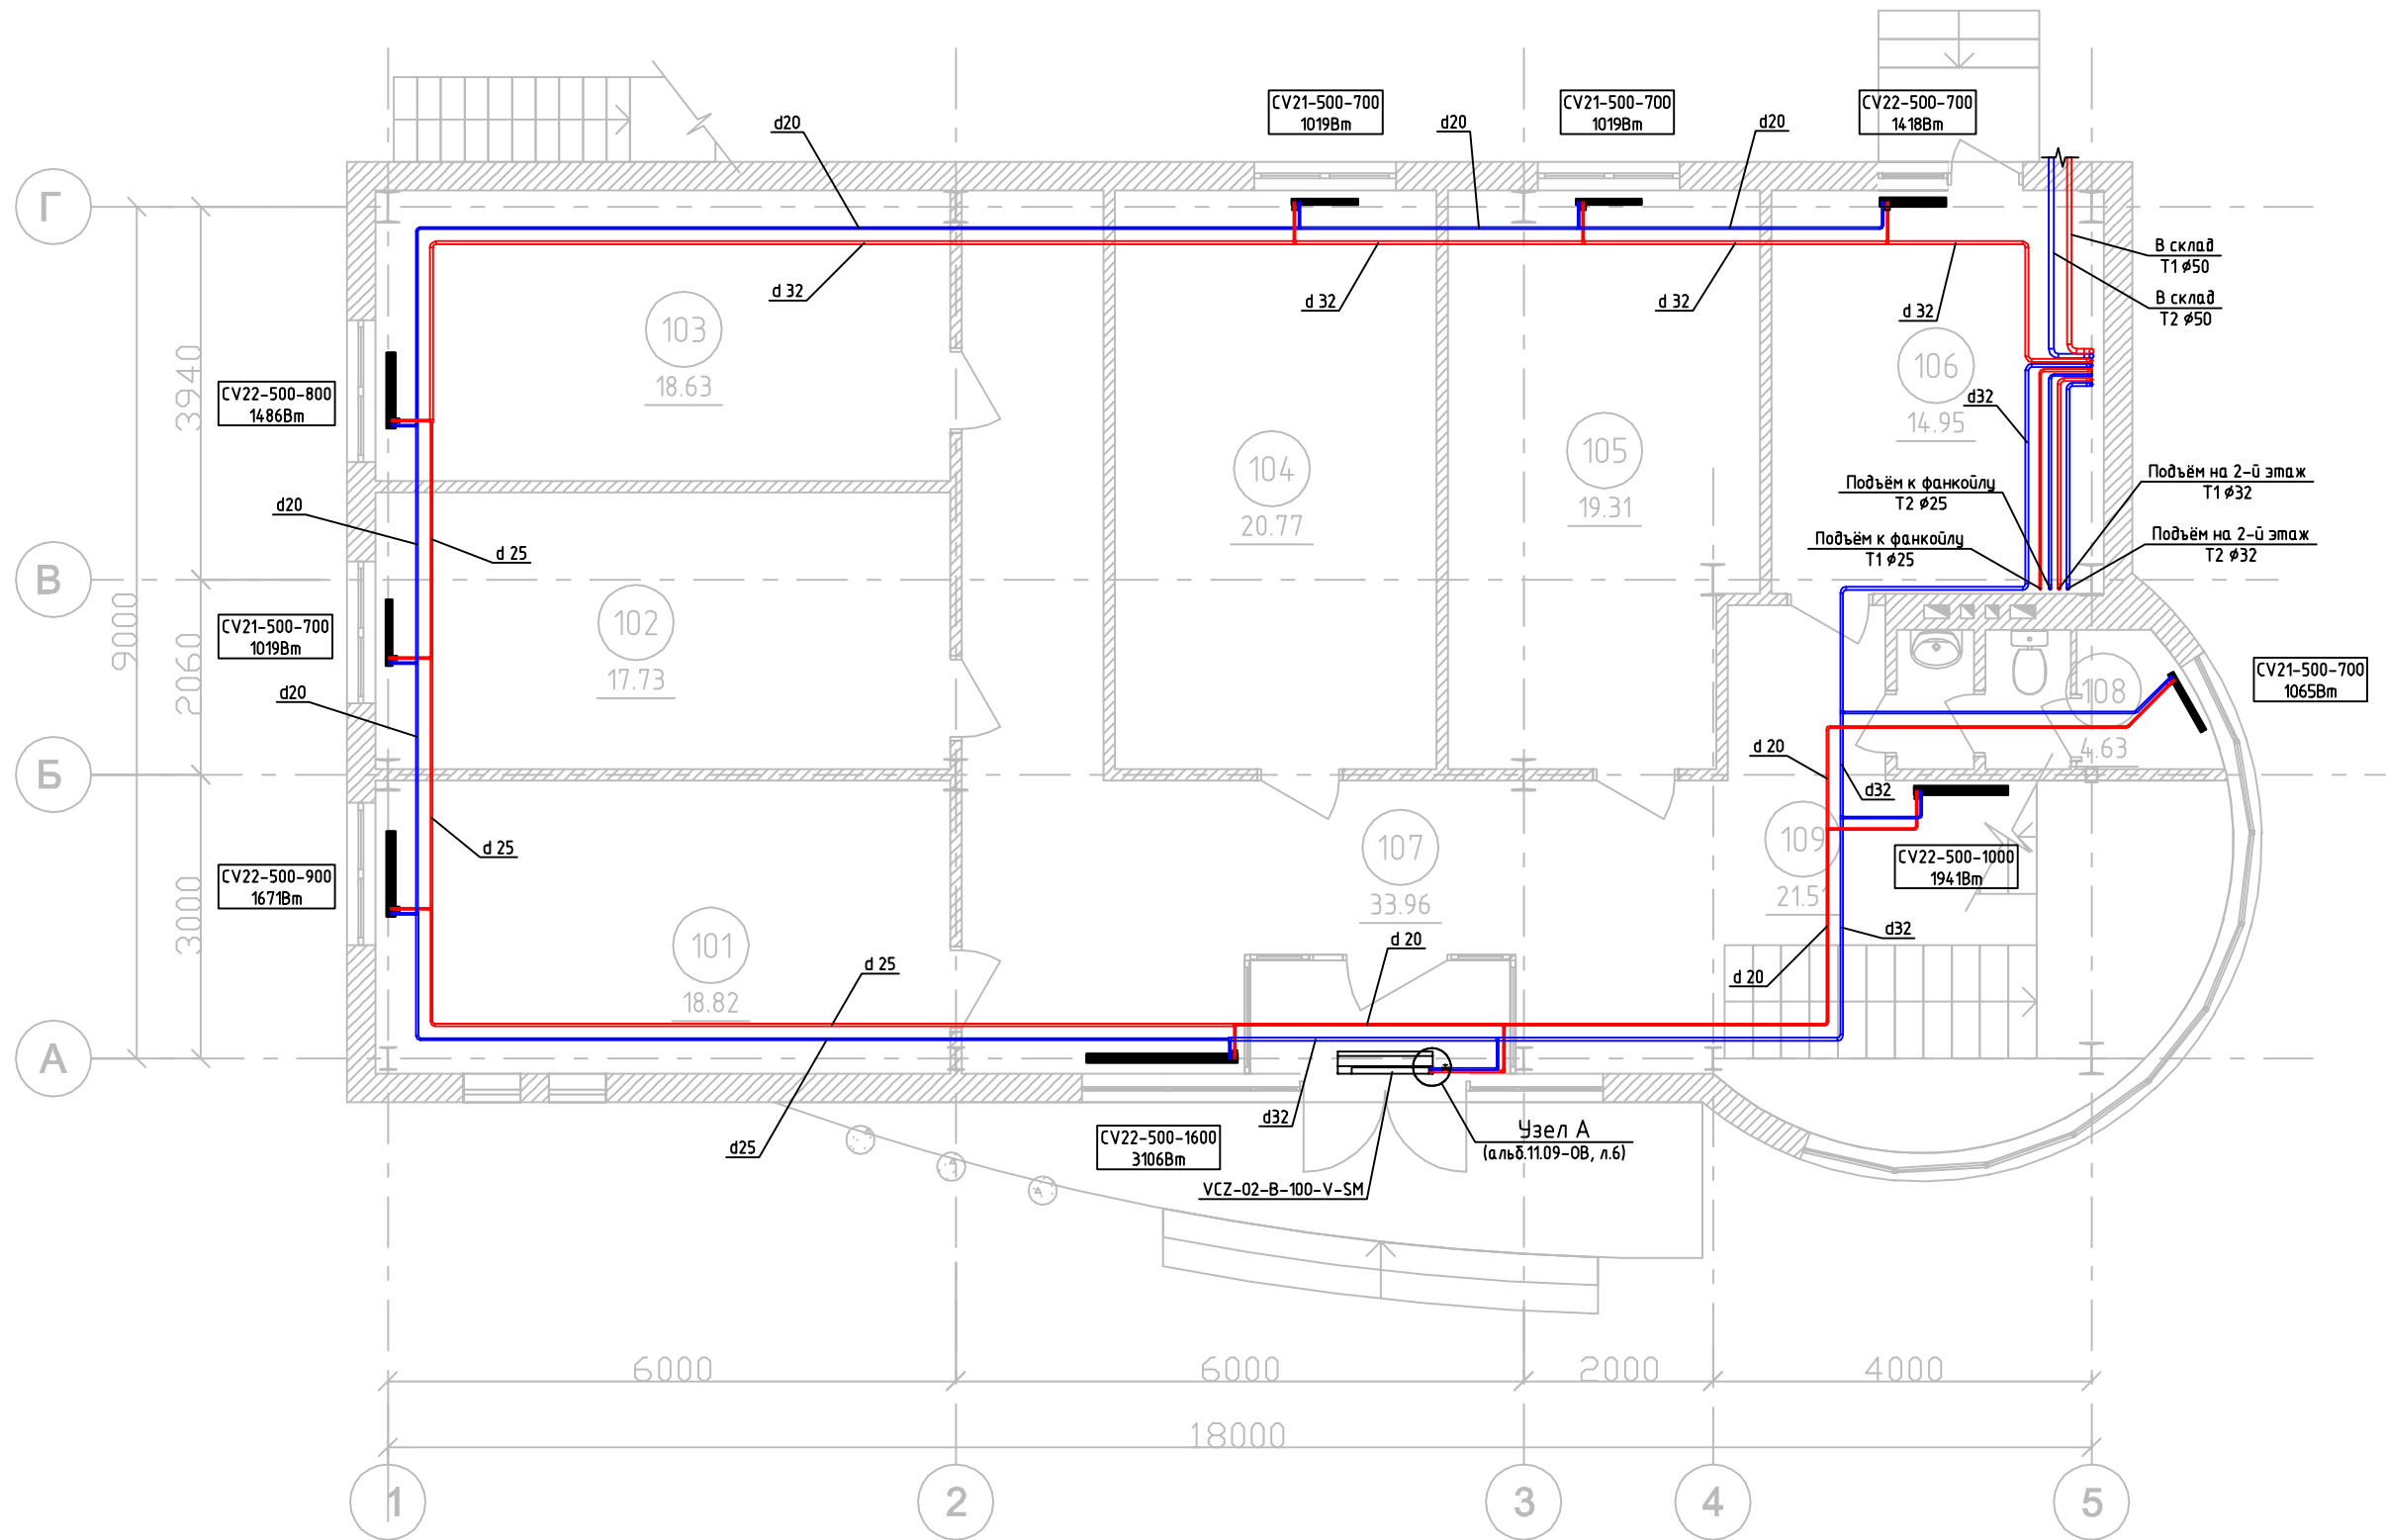 CV21-500-700
1019Вт
CV21-500-700
1019Вт
CV22-500-700
1418Вт
d20
d20
d20
Г
В склад
Т1 ⌀50
В склад
Т2 ⌀50
d 32
d 32
d 32
d 32
103
18.63
106
14.95
3940
CV22-500-800
1486Вт
d32
104
20.77
105
19.31
Подъём к фанкойлу
Т2 ⌀25
Подъём на 2-й этаж
Т1 ⌀32
d20
d 25
Подъём к фанкойлу
Т1 ⌀25
Подъём на 2-й этаж
Т2 ⌀32
В
9000
2060
CV21-500-700
1019Вт
102
17.73
d20
108
4.63
CV21-500-700
1065Вт
Б
d 20
d32
d 25
107
33.96
109
21.51
CV22-500-1000
1941Вт
3000
CV22-500-900
1671Вт
101
18.82
d 25
d 20
d 20
d32
А
d25
CV22-500-1600
3106Вт
d32
Узел А
(альб.11.09-ОВ, л.6)
VCZ-02-B-100-V-SM
6000
6000
2000
4000
18000
1
2
3
4
5